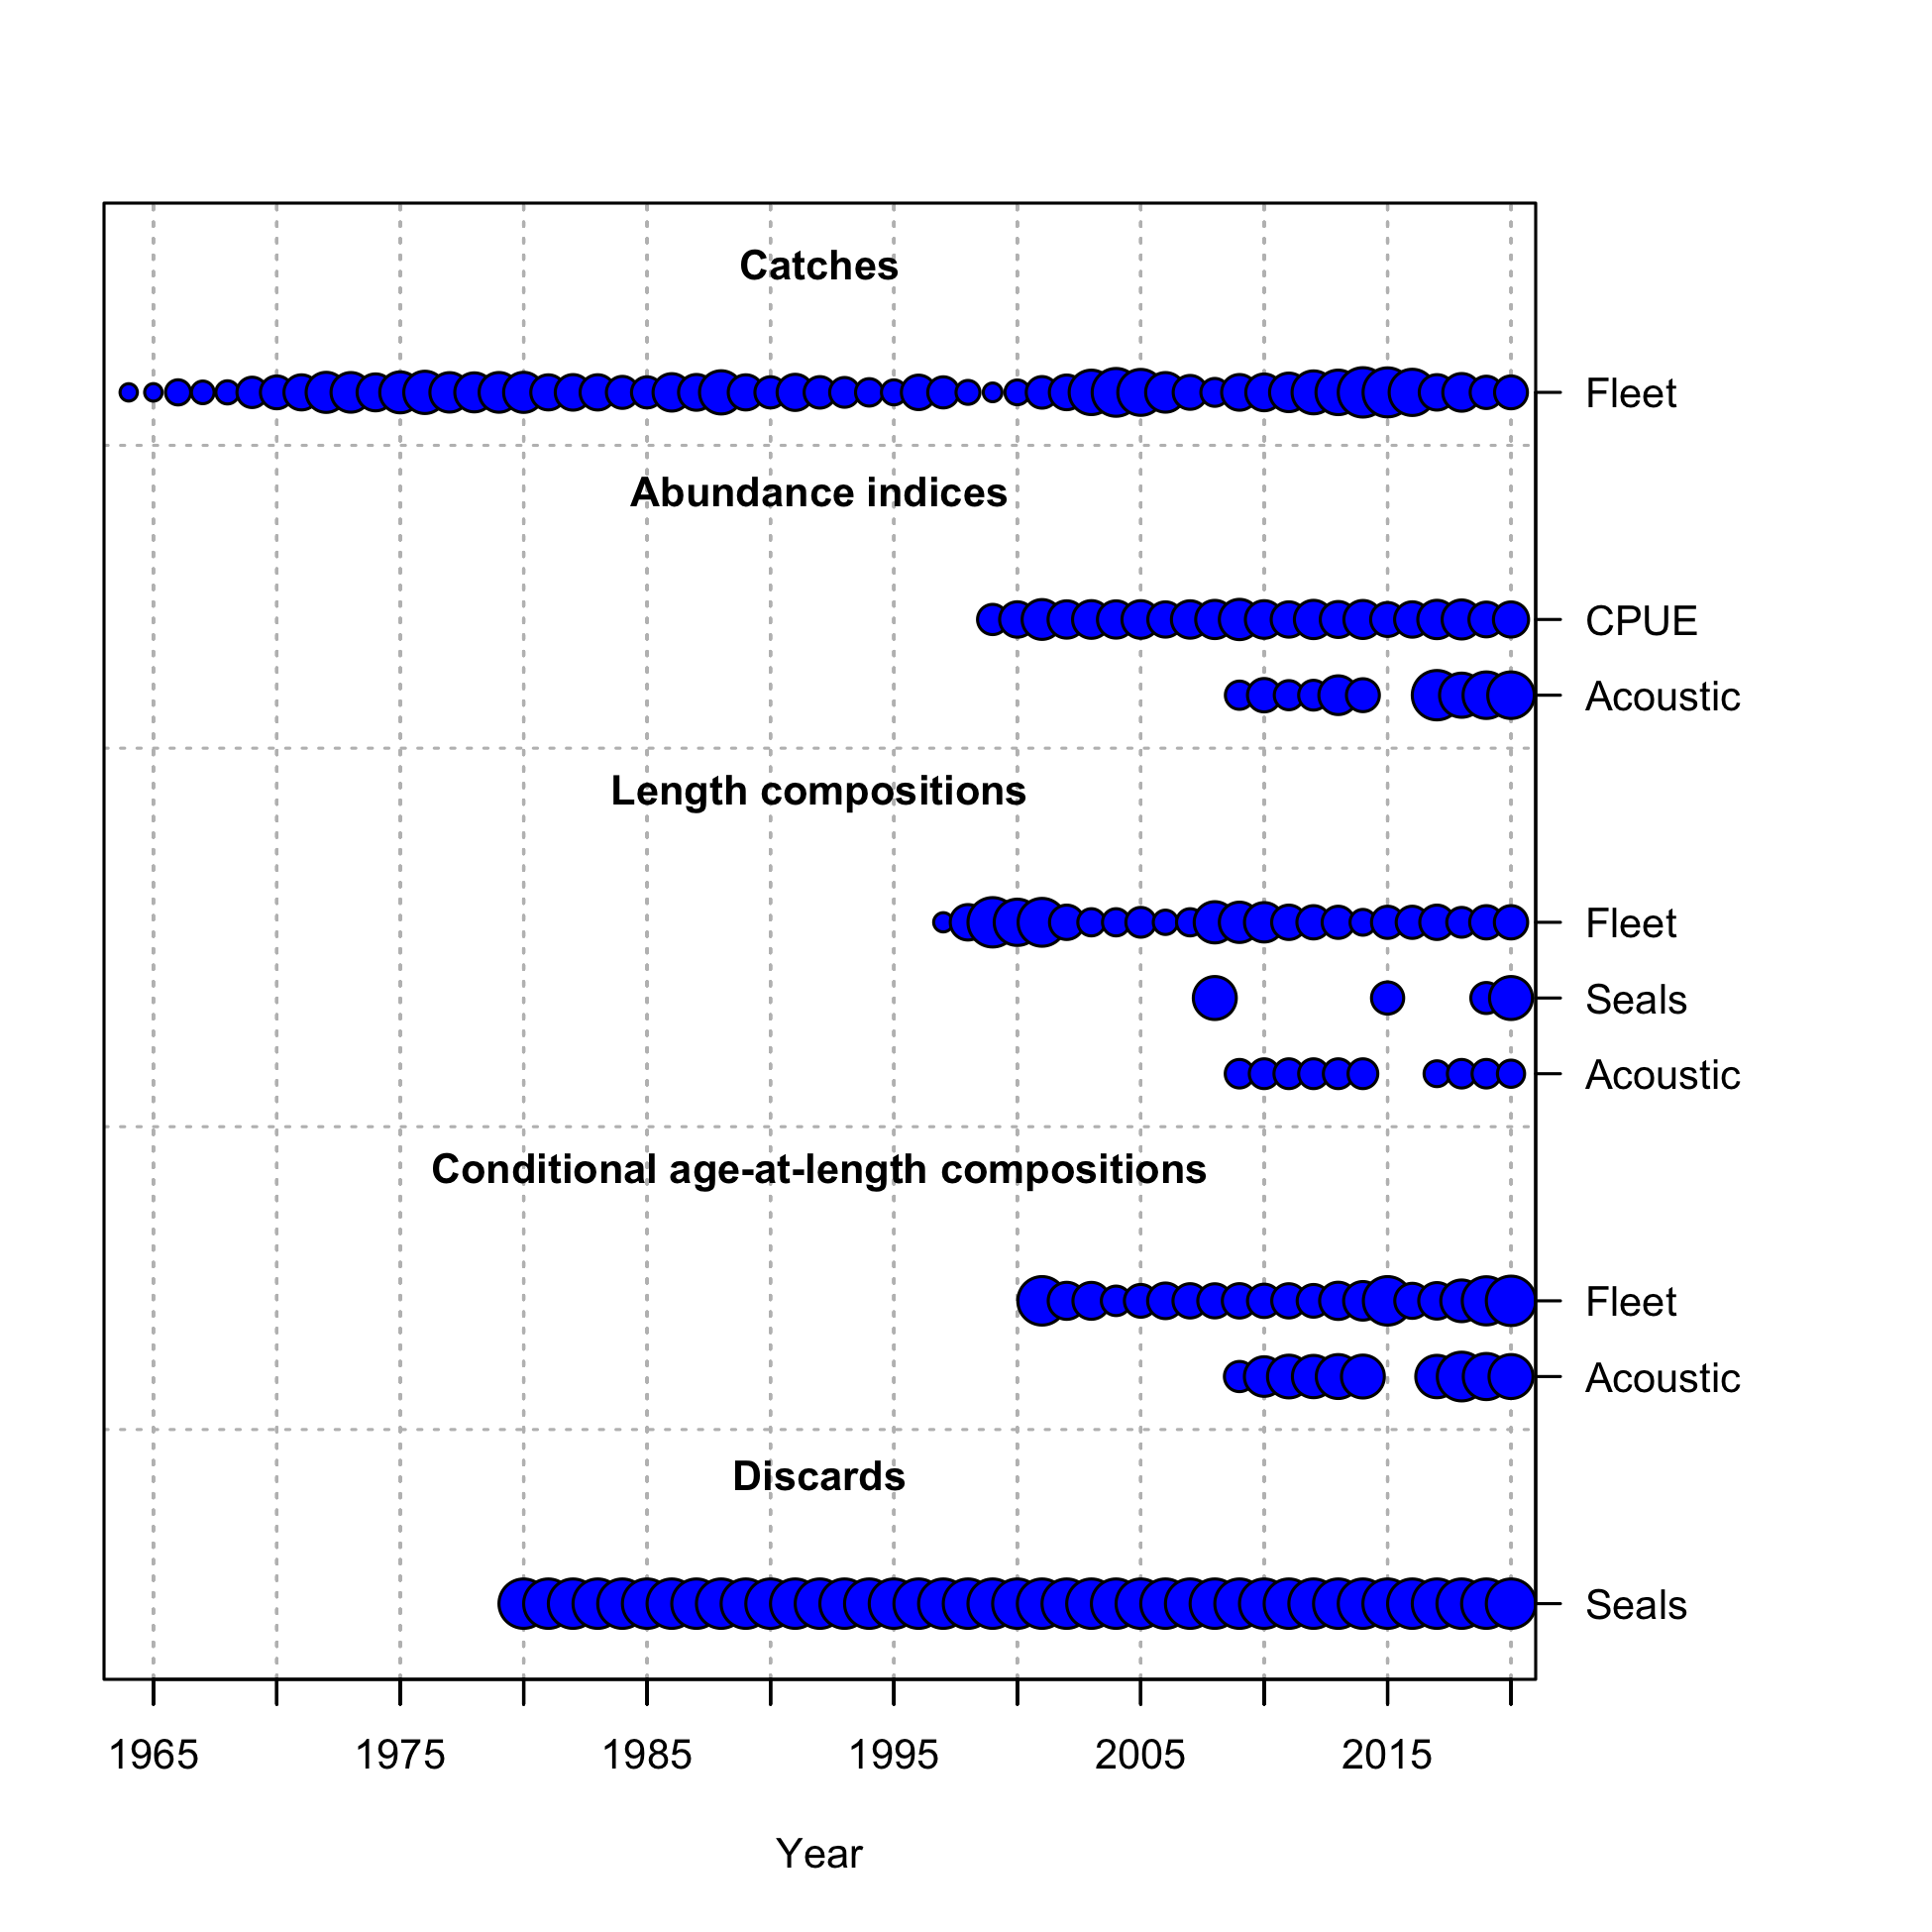 Catches
Fleet
Abundance indices
CPUE
Acoustic
Length compositions
Fleet
Seals
Acoustic
Conditional age-at-length compositions
Fleet
Acoustic
Discards
Seals
1965 1975 1985 1995 2005 2015
Year